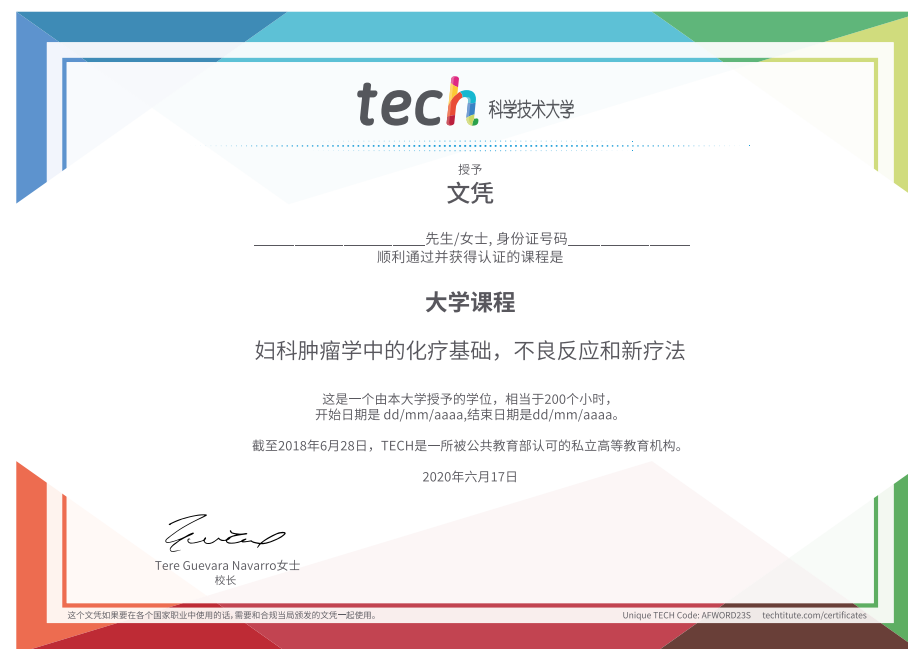 tech 科学技术大学
授予
文凭
先生/女士, 身份证号码
顺利通过并获得认证的课程是
大学课程
妇科肿瘤学中的化疗基础，不良反应和新疗法
这是一个由本大学授予的学位，相当于200个小时，
开始日期是 dd/mm/aaaa,结束日期是dd/mm/aaaa。
截至2018年6月28日，TECH是一所被公共教育部认可的私立高等教育机构。
2020年六月17日
Tere Guevara Navarro女士
校长
这个文凭如果要在各个国家职业中使用的话,需要和合规当局颁发的文凭一起使用。
Unique TECH Code: AFWORD23S techtitute.com/certificates